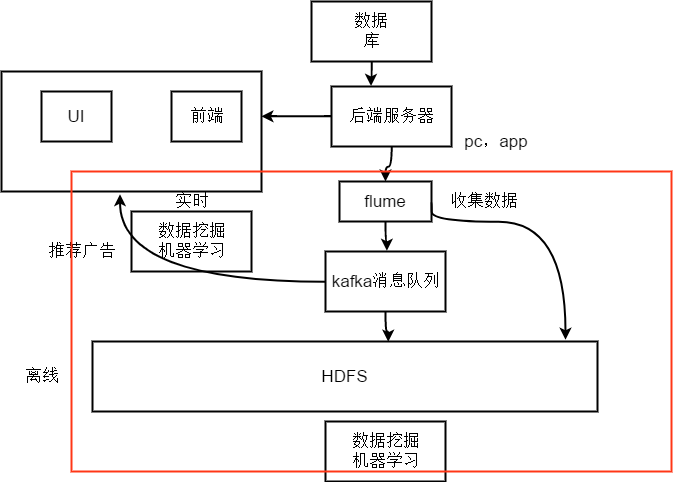 数据
库
UI
前端
后端服务器
pc，app
flume
收集数据
实时
数据挖掘
机器学习
推荐广告
kafka消息队列
离线
HDFS
数据挖掘
机器学习